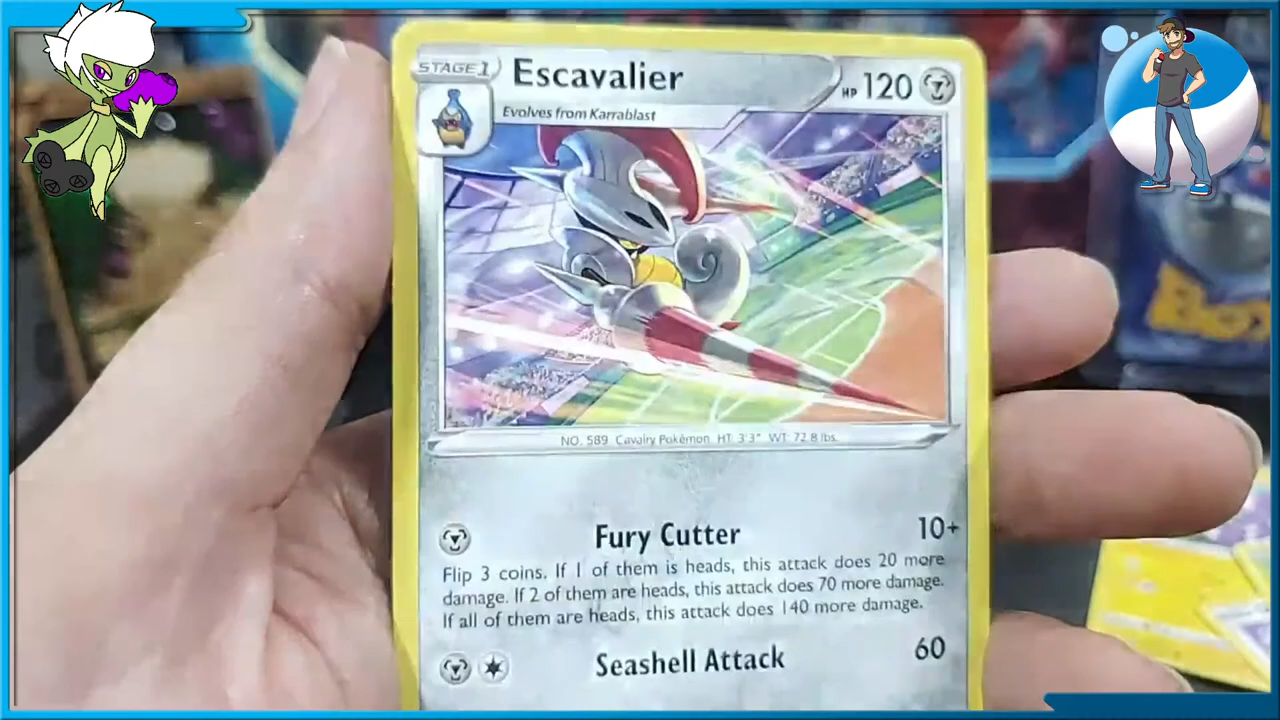 STAGE 1
Escavalier
HP 120
Evolves from Karrablast
NO. 589 Cavalry Pokémon HT: 3'3" WT: 72.8 lbs.
Fury Cutter 10+
Flip 3 coins. If 1 of them is heads, this attack does 20 more
damage. If 2 of them are heads, this attack does 70 more damage.
If all of them are heads, this attack does 140 more damage.
Seashell Attack 60